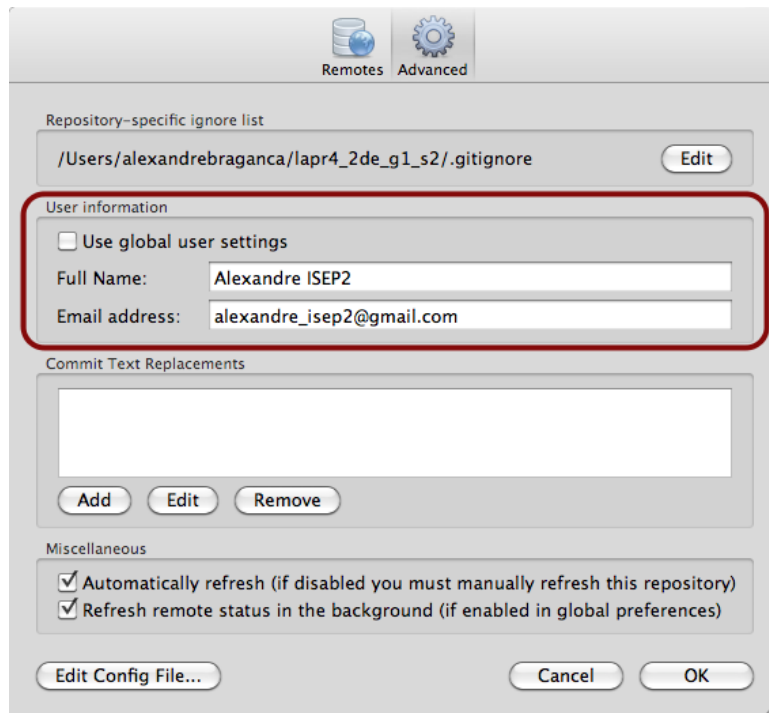 Remotes Advanced
Repository-specific ignore list
/Users/alexandrebraganca/lapr4_2de_g1_s2/.gitignore Edit
User information
Use global user settings
Full Name: Alexandre ISEP2
Email address: alexandre_isep2@gmail.com
Commit Text Replacements
Add Edit Remove
Miscellaneous
Automatically refresh (if disabled you must manually refresh this repository)
Refresh remote status in the background (if enabled in global preferences)
Edit Config File... Cancel OK